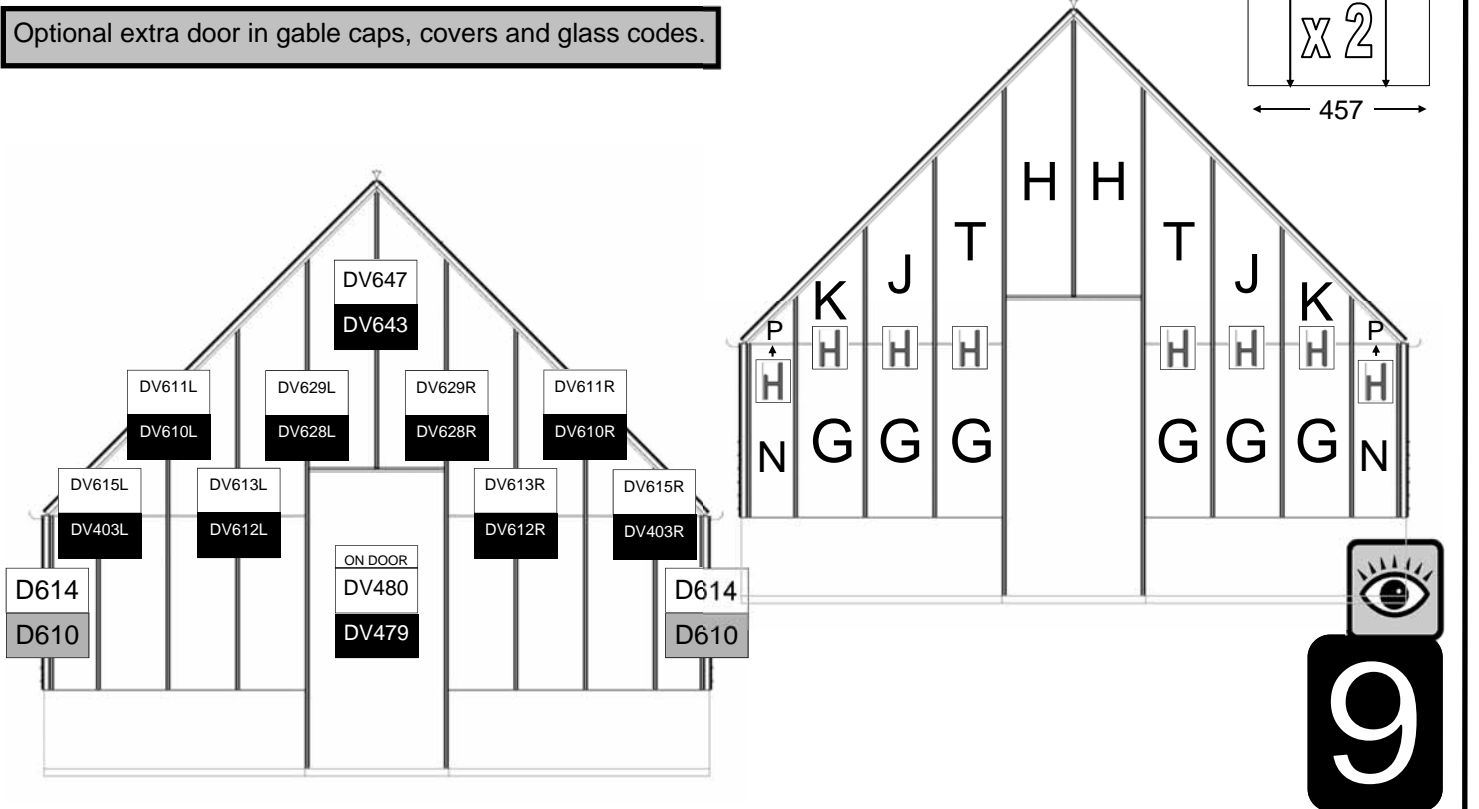 Optional extra door in gable caps, covers and glass codes.
x 2
457
DV647
DV643
DV611L
DV610L
DV629L
DV628L
DV629R
DV628R
DV611R
DV610R
DV615L
DV403L
DV613L
DV612L
DV613R
DV612R
DV615R
DV403R
ON DOOR
DV480
DV479
D614
D610
D614
D610
H H
T T
J J
K K
P P
H H H H H H
H H
G G G G G G
N N
9